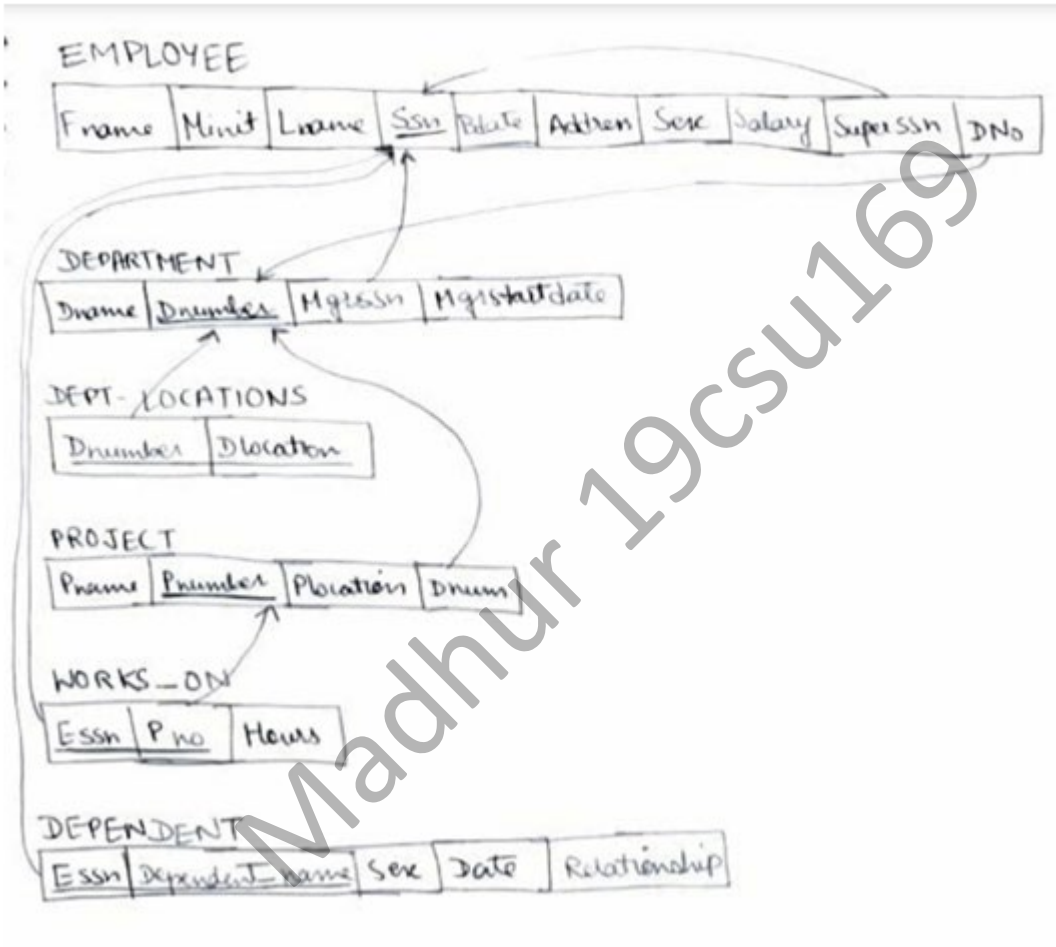 EMPLOYEE
Fname Minit Lname Ssn Bdate Addren Sex Salary SuperSSn DNo
DEPARTMENT
Dname Dnumber Mgrssn Mgrstartdate
DEPT-LOCATIONS
Dnumber Dlocation
PROJECT
Pname Pnumber Plocation Dnum
WORKS_ON
Essn Pno Hours
DEPENDENT
Essn Dependent_name Sex Date Relationship
Madhur 19csu169